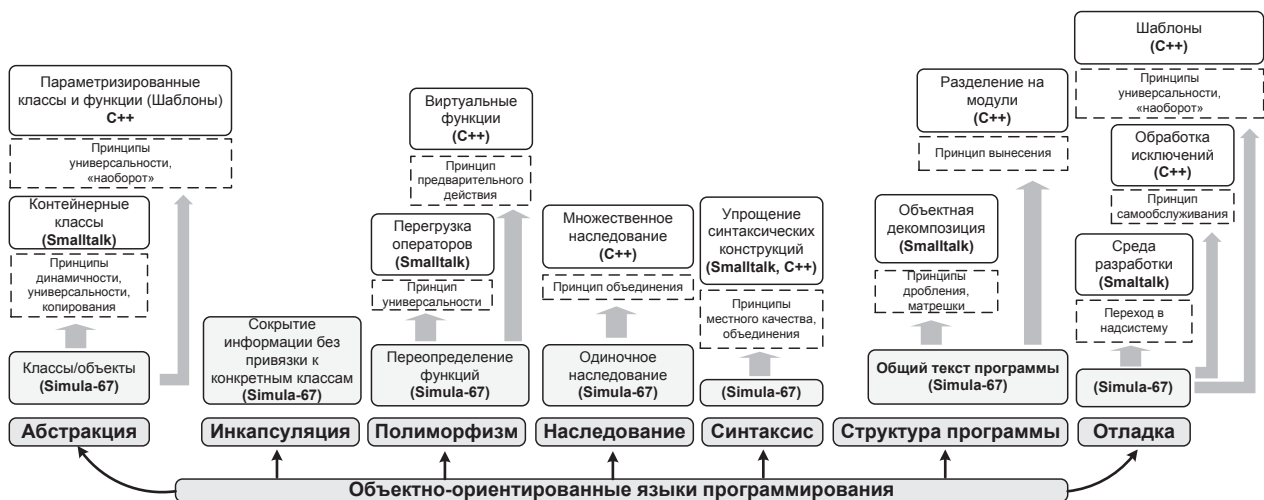 Параметризированные
классы и функции (Шаблоны)
C++
Принципы
универсальности,
«наоборот»
Контейнерные
классы
(Smalltalk)
Принципы
динамичности,
универсальности,
копирования
Классы/объекты
(Simula-67)
Абстракция
Сокрытие
информации без
привязки к
конкретным классам
(Simula-67)
Инкапсуляция
Виртуальные
функции
(C++)
Принцип
предварительного
действия
Перегрузка
операторов
(Smalltalk)
Принцип
универсальности
Переопределение
функций
(Simula-67)
Полиморфизм
Множественное
наследование
(C++)
Принцип объединения
Одиночное
наследование
(Simula-67)
Наследование
Упрощение
синтаксических
конструкций
(Smalltalk, C++)
Принципы
местного качества,
объединения
(Simula-67)
Синтаксис
Разделение на
модули
(C++)
Принцип вынесения
Объектная
декомпозиция
(Smalltalk)
Принципы
дробления,
матрешки
Общий текст программы
(Simula-67)
Структура программы
Шаблоны
(C++)
Принципы
универсальности,
«наоборот»
Обработка
исключений
(C++)
Принцип
самообслуживания
Среда
разработки
(Smaltalk)
Переход в
надсистему
(Simula-67)
Отладка
Объектно-ориентированные языки программирования